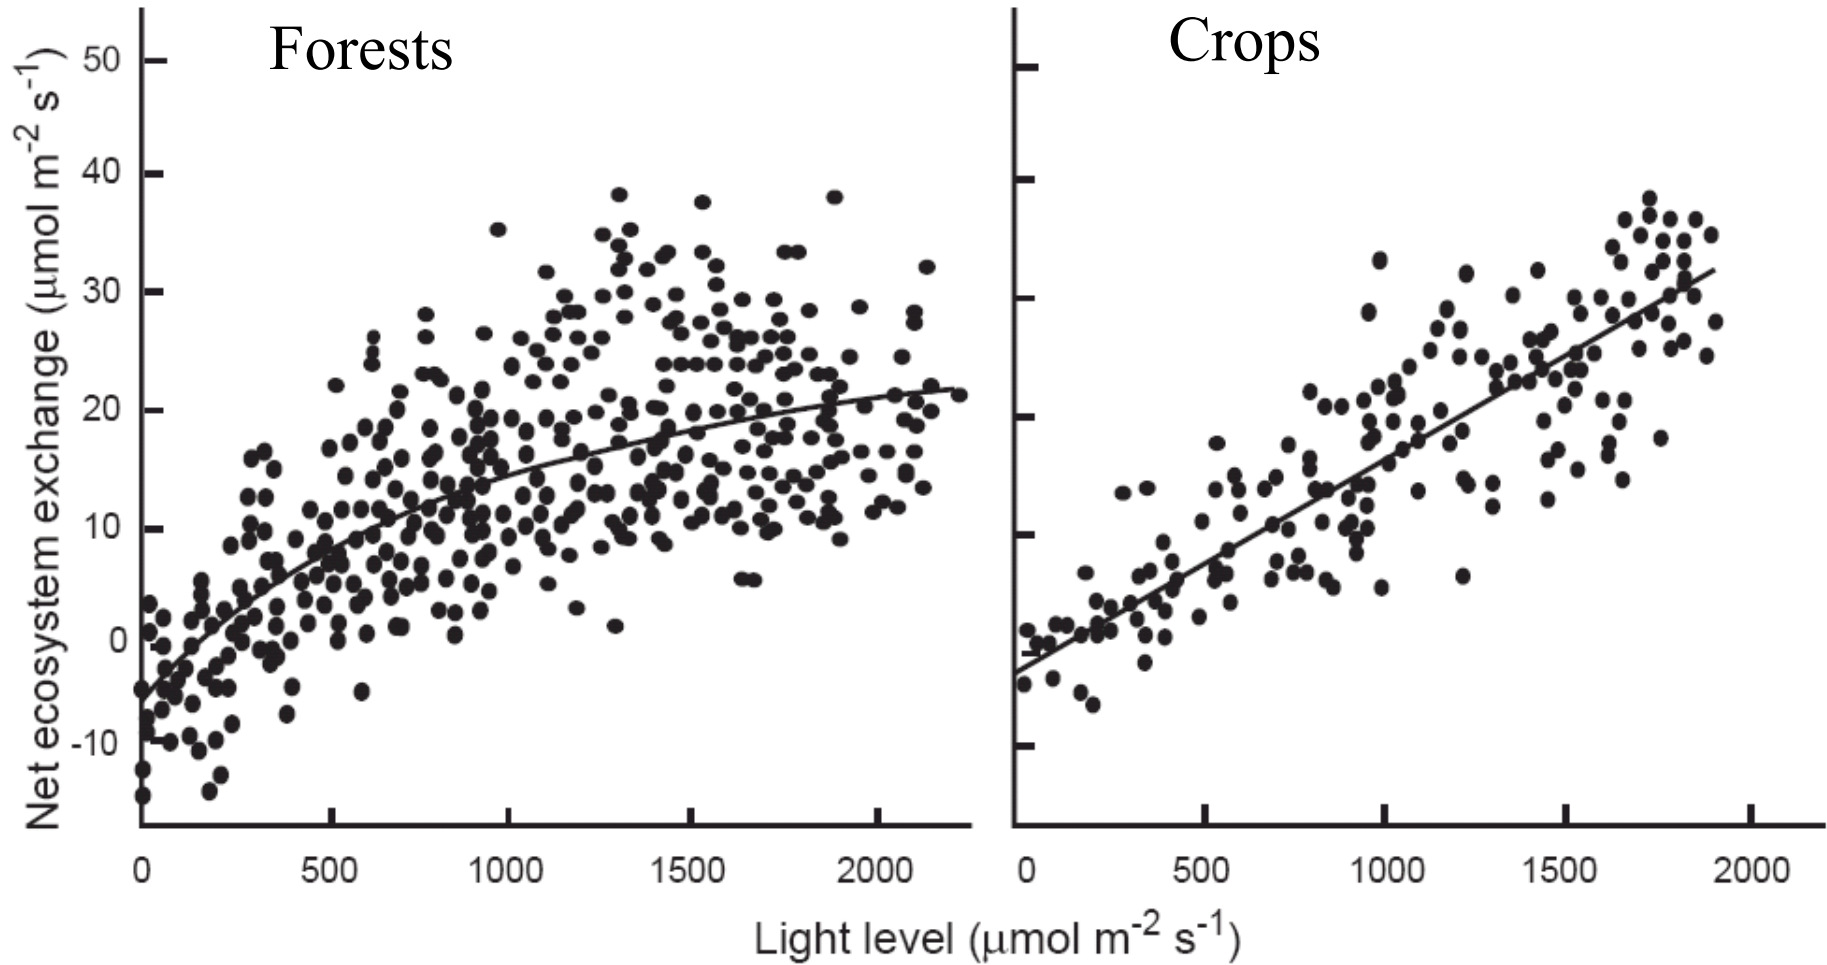 Forests
Crops
Net ecosystem exchange (μmol m-2 s-1)
50
40
30
20
10
0
-10
0 500 1000 1500 2000
0 500 1000 1500 2000
Light level (μmol m-2 s-1)